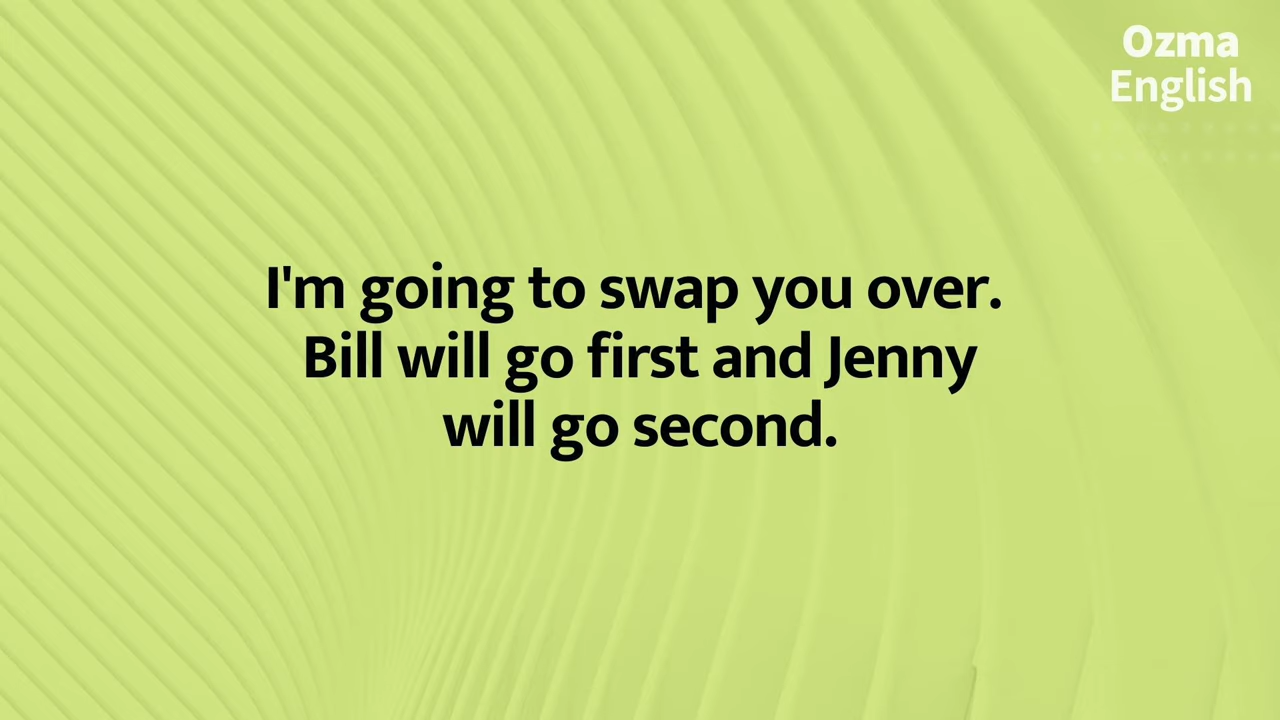 Ozma
English
I'm going to swap you over.
Bill will go first and Jenny
will go second.